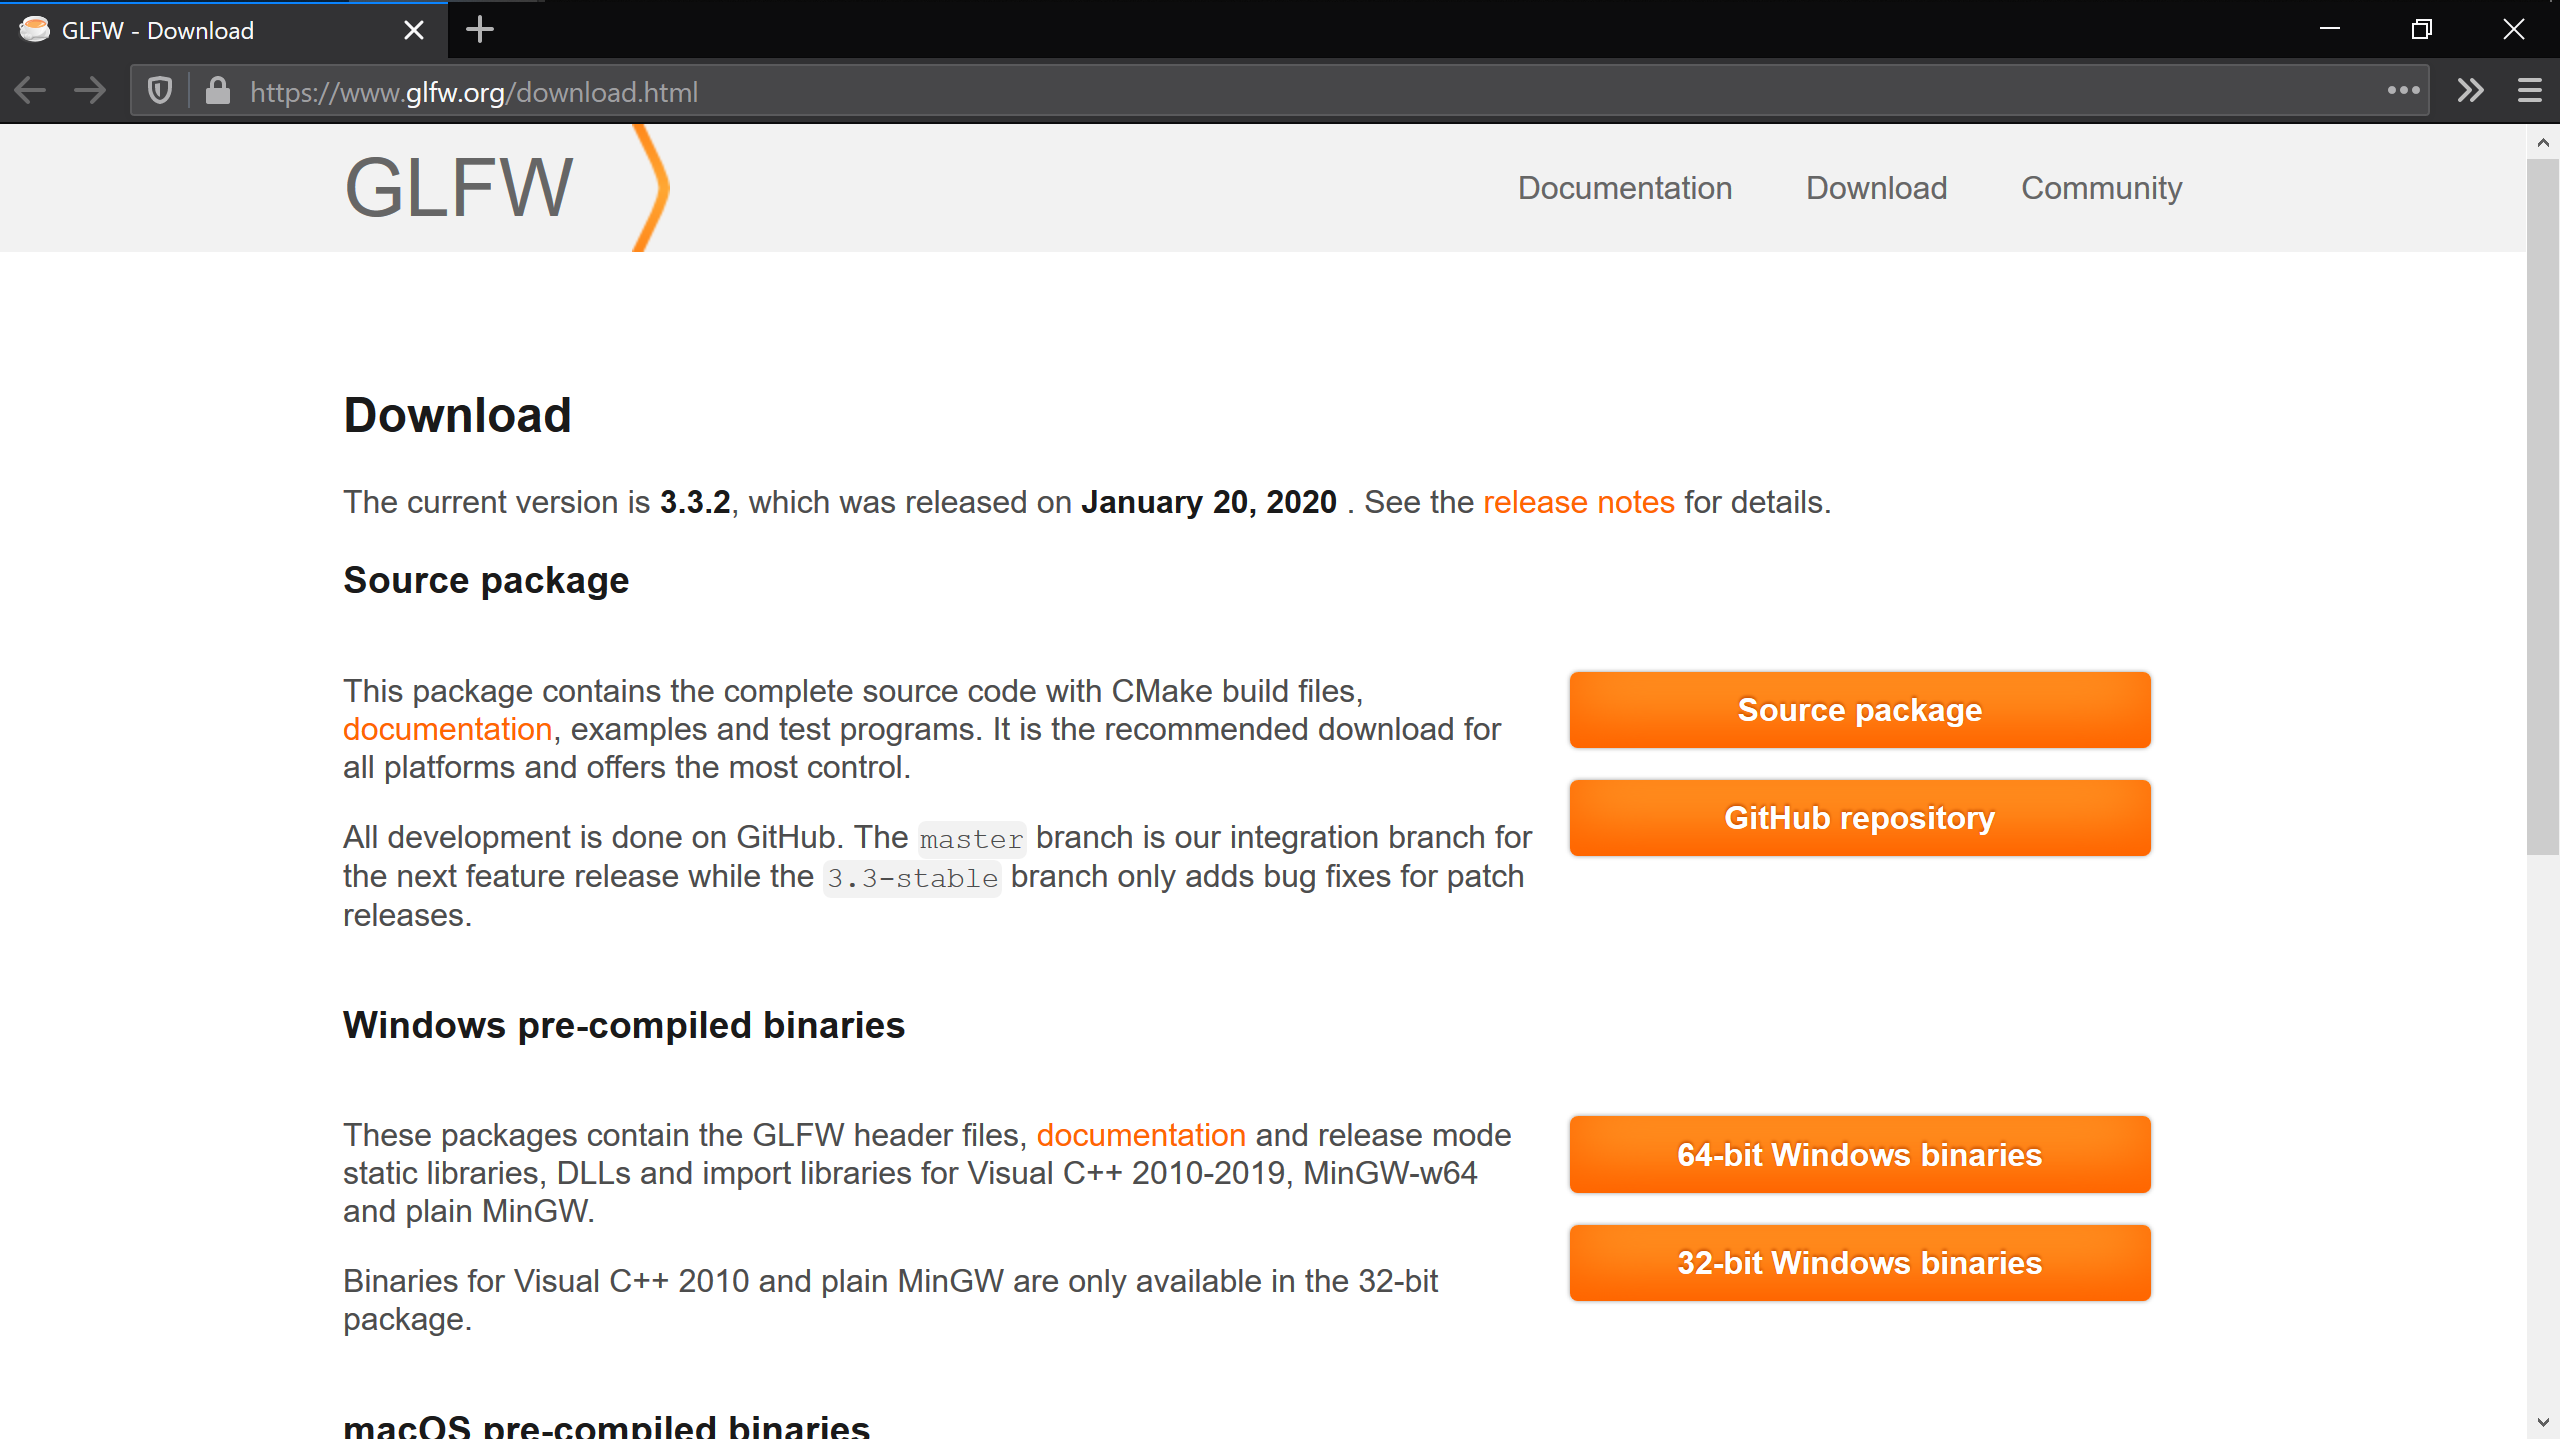 GLFW - Download
https://www.glfw.org/download.html
GLFW
Documentation
Download
Community
Download
The current version is 3.3.2, which was released on January 20, 2020 . See the release notes for details.
Source package
This package contains the complete source code with CMake build files,
documentation, examples and test programs. It is the recommended download for
all platforms and offers the most control.
Source package
GitHub repository
All development is done on GitHub. The master branch is our integration branch for
the next feature release while the 3.3-stable branch only adds bug fixes for patch
releases.
Windows pre-compiled binaries
These packages contain the GLFW header files, documentation and release mode
static libraries, DLLs and import libraries for Visual C++ 2010-2019, MinGW-w64
and plain MinGW.
64-bit Windows binaries
32-bit Windows binaries
Binaries for Visual C++ 2010 and plain MinGW are only available in the 32-bit
package.
macOS pre-compiled binaries